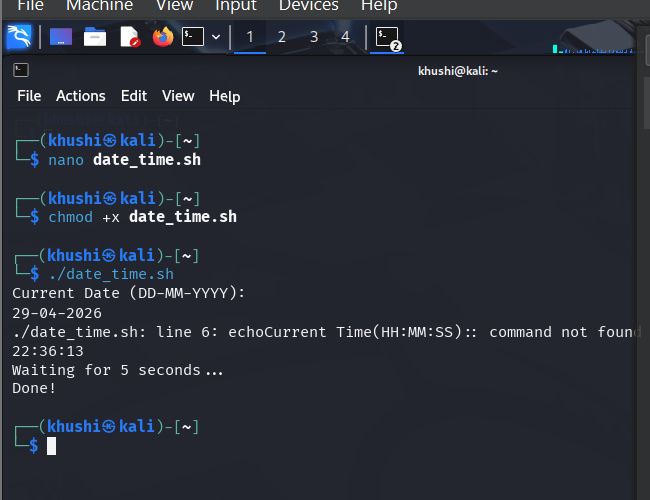 File Machine View Input Devices Help
1 2 3 4 2
khushi@kali: ~
File Actions Edit View Help
┌──(khushi㉿kali)-[~]
└─$ nano date_time.sh
┌──(khushi㉿kali)-[~]
└─$ chmod +x date_time.sh
┌──(khushi㉿kali)-[~]
└─$ ./date_time.sh
Current Date (DD-MM-YYYY):
29-04-2026
./date_time.sh: line 6: echoCurrent Time(HH:MM:SS):: command not found
22:36:13
Waiting for 5 seconds...
Done!
┌──(khushi㉿kali)-[~]
└─$